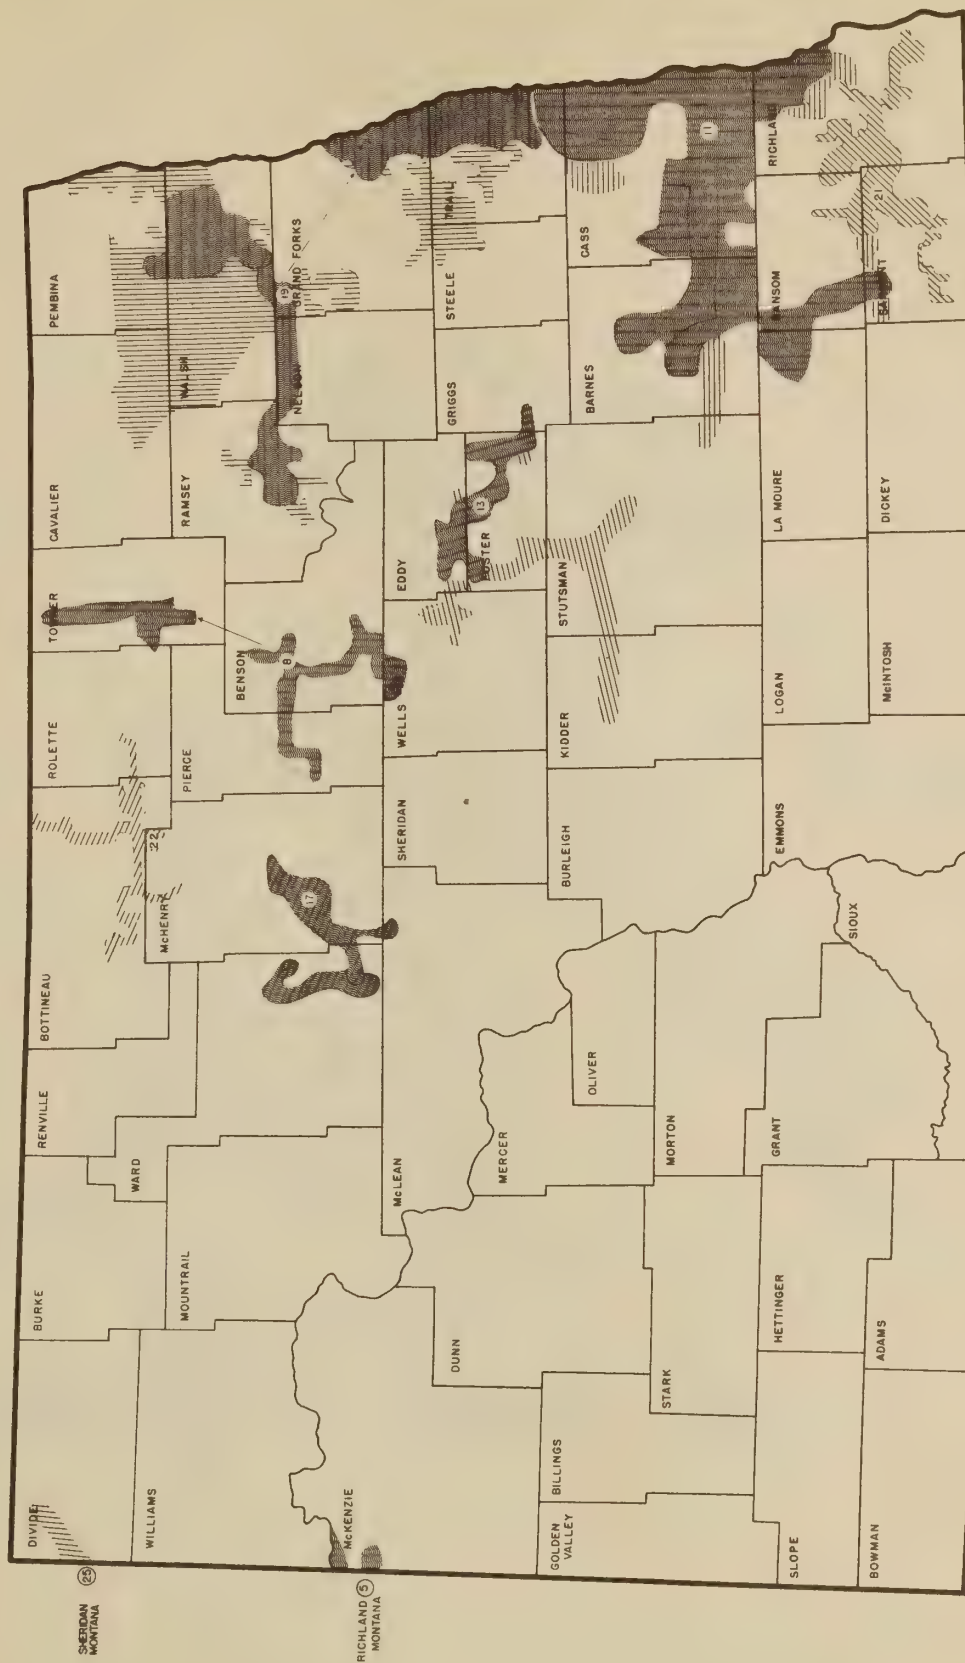 DIVIDE
BURKE
RENVILLE
BOTTINEAU
ROLETTE
TOWNER
CAVALIER
PEMBINA
SHERIDAN
MONTANA
25
WILLIAMS
MOUNTRAIL
WARD
McHENRY
22
PIERCE
BENSON
8
RAMSEY
WALSH
NELSON
19
GRAND FORKS
17
RICHLAND
MONTANA
5
McKENZIE
DUNN
McLEAN
MERCER
OLIVER
SHERIDAN
WELLS
EDDY
FOSTER
13
GRIGGS
STEELE
TRAIL
GOLDEN
VALLEY
BILLINGS
STARK
MORTON
BURLEIGH
KIDDER
STUTSMAN
BARNES
CASS
11
SLOPE
HETTINGER
GRANT
SIOUX
EMMONS
LOGAN
LA MOURE
RANSOM
RICHLAND
BOWMAN
ADAMS
McINTOSH
DICKEY
SARGENT
21